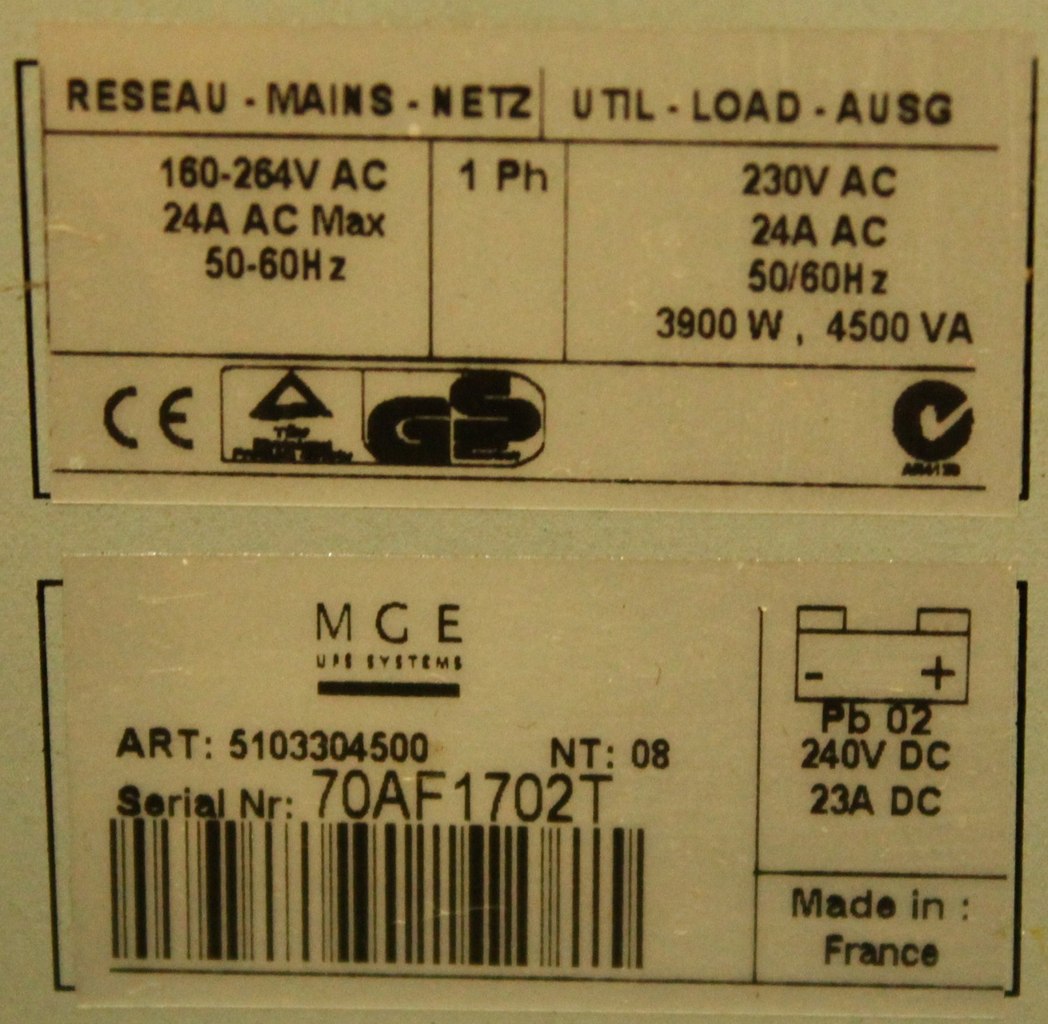 RESEAU - MAINS - NETZ
UTIL - LOAD - AUSG
160-264V AC
24A AC Max
50-60Hz
1 Ph
230V AC
24A AC
50/60Hz
3900 W , 4500 VA
CE
TÜV
GS
MGE
UPS SYSTEMS
ART: 5103304500 NT: 08
Serial Nr: 70AF1702T
- +
Pb 02
240V DC
23A DC
Made in :
France